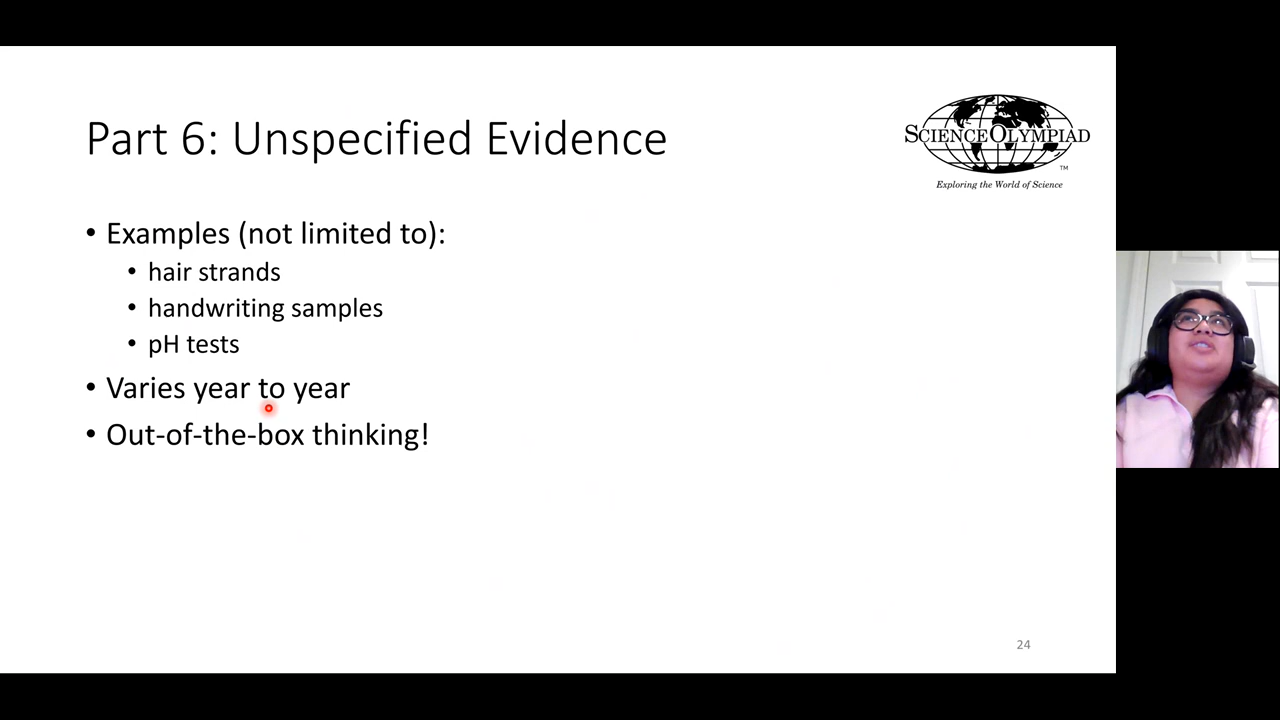 Part 6: Unspecified Evidence
SCIENCE OLYMPIAD
TM
Exploring the World of Science
• Examples (not limited to):
• hair strands
• handwriting samples
• pH tests
• Varies year to year
• Out-of-the-box thinking!
24